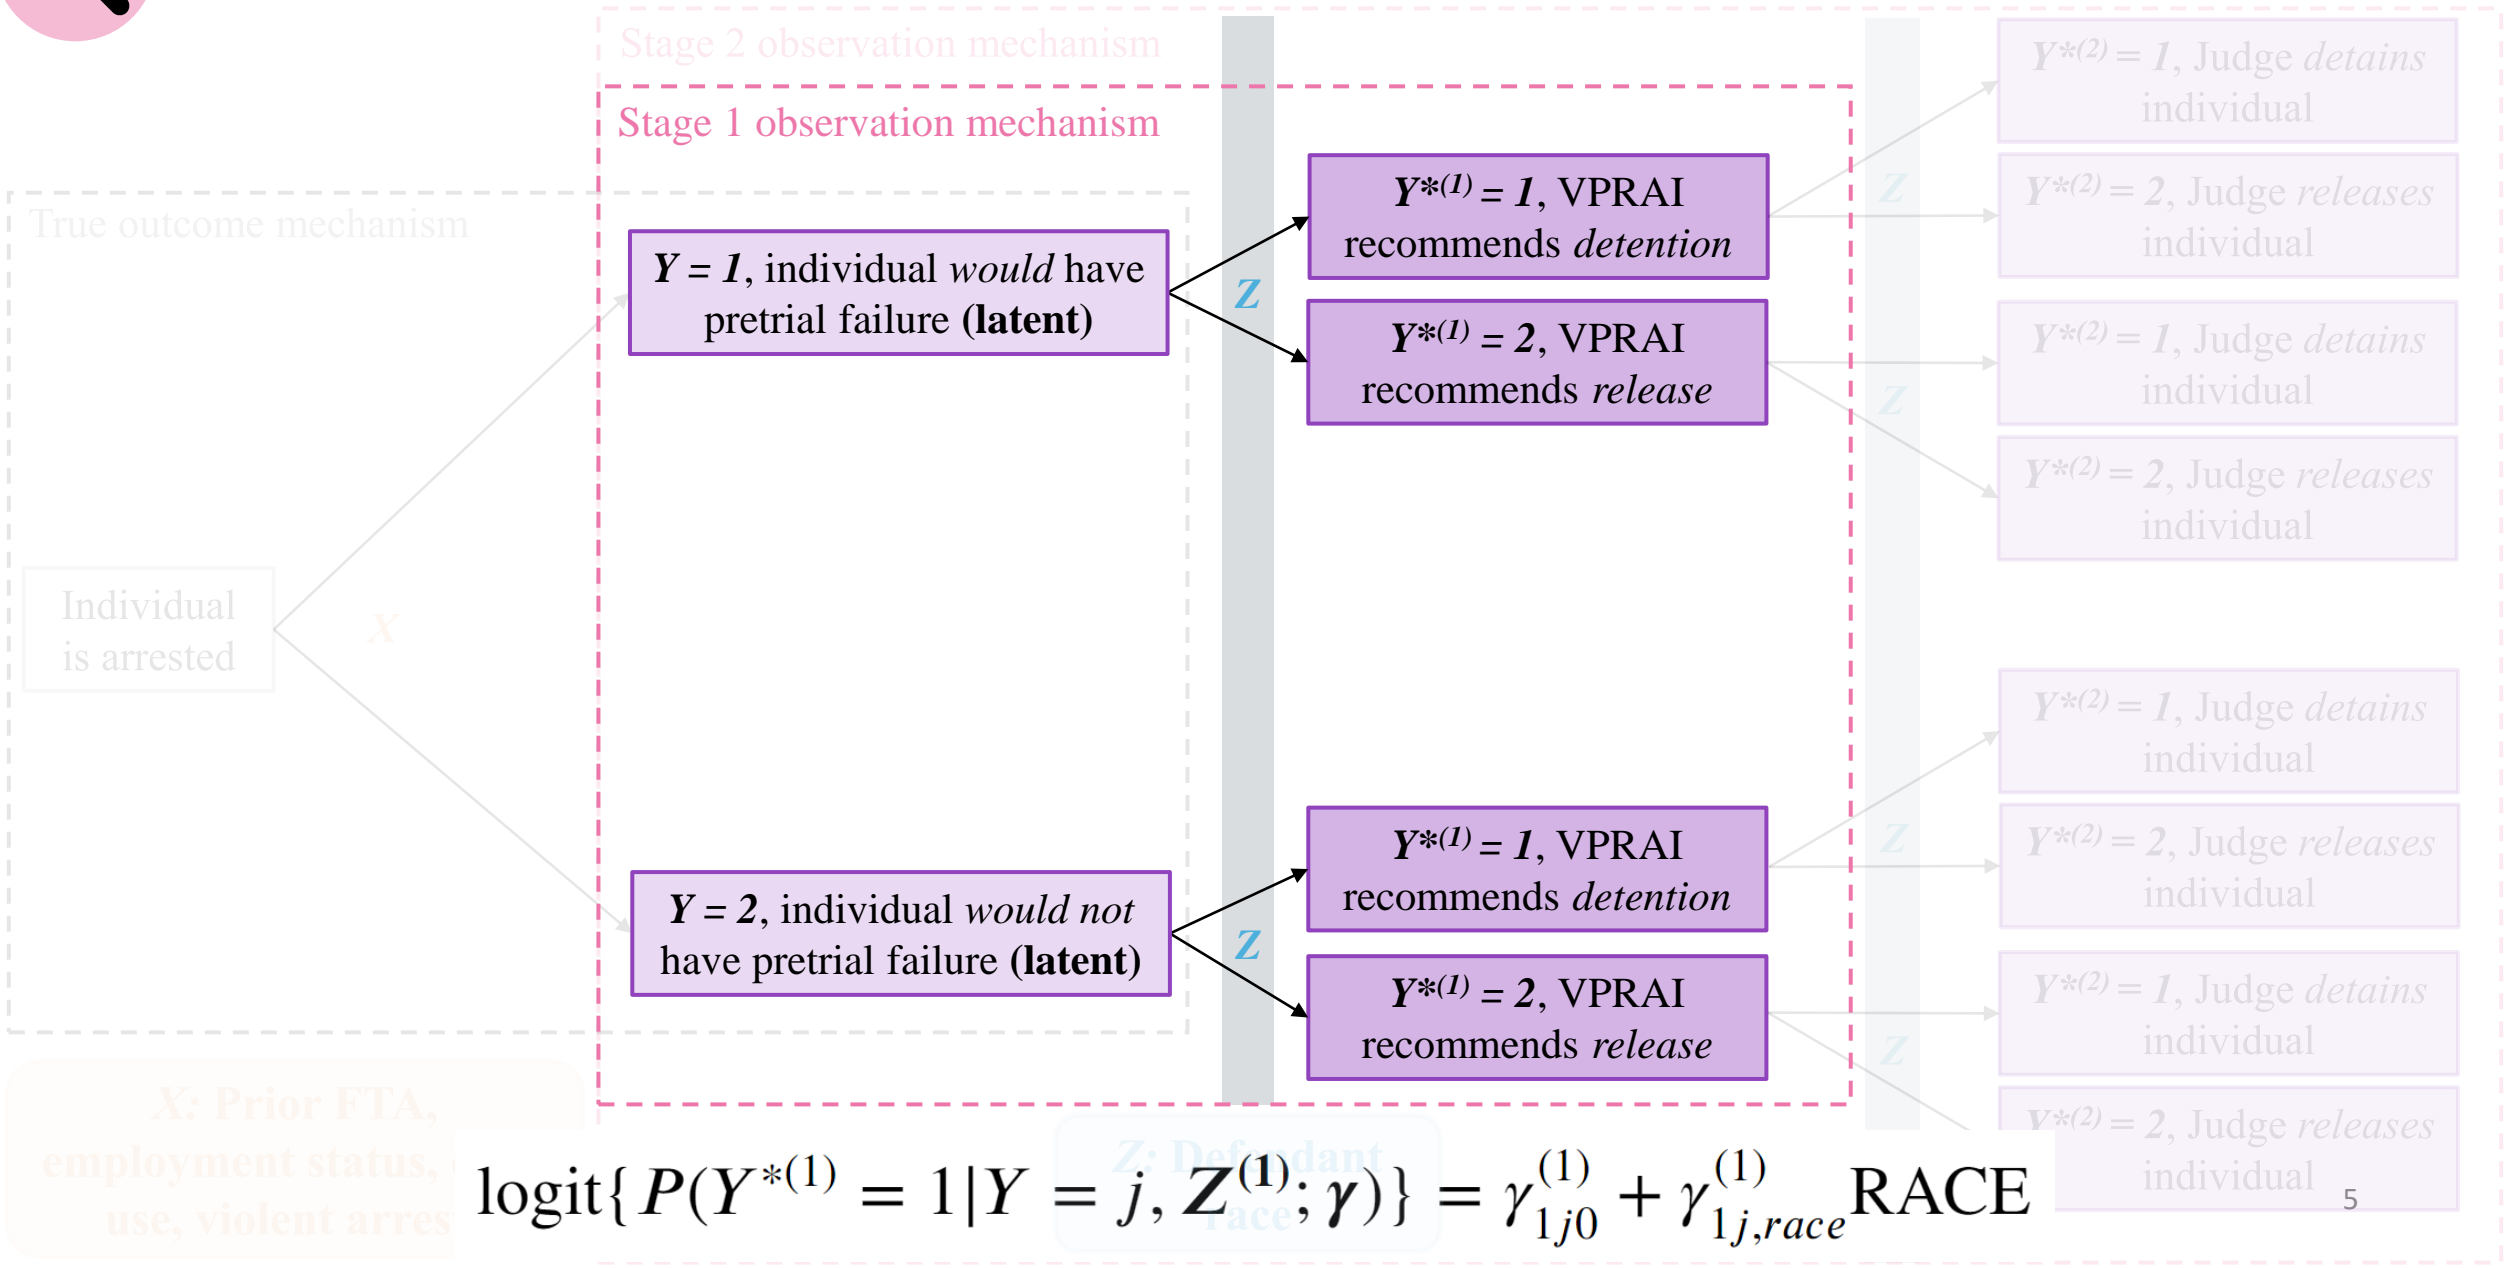 Stage 2 observation mechanism
Stage 1 observation mechanism
True outcome mechanism
Individual
is arrested
X
Y = 1, individual would have
pretrial failure (latent)
Y = 2, individual would not
have pretrial failure (latent)
Z
Z
Y*(1) = 1, VPRAI
recommends detention
Y*(1) = 2, VPRAI
recommends release
Y*(1) = 1, VPRAI
recommends detention
Y*(1) = 2, VPRAI
recommends release
Z
Z
Z
Z
Y*(2) = 1, Judge detains
individual
Y*(2) = 2, Judge releases
individual
Y*(2) = 1, Judge detains
individual
Y*(2) = 2, Judge releases
individual
Y*(2) = 1, Judge detains
individual
Y*(2) = 2, Judge releases
individual
Y*(2) = 1, Judge detains
individual
Y*(2) = 2, Judge releases
individual
X: Prior FTA,
employment status,
use, violent
Z: Defendant
race
logit{P(Y*(1) = 1|Y = j, Z(1); γ)} = γ(1)1j0 + γ(1)1j,race RACE
5